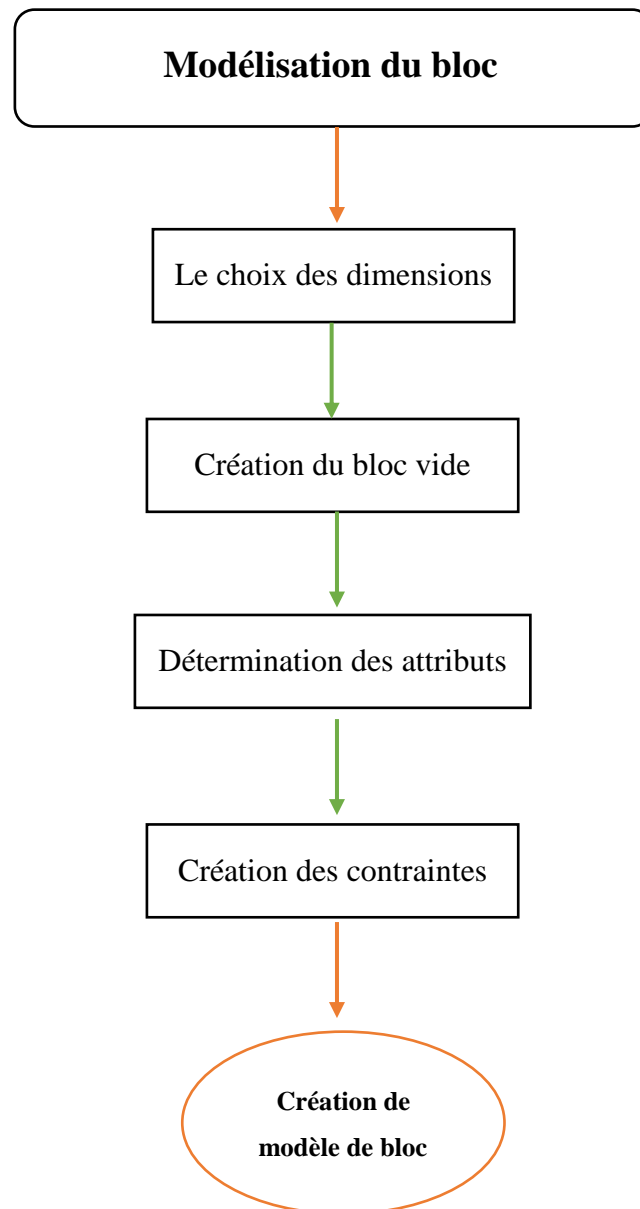 Modélisation du bloc
Le choix des dimensions
Création du bloc vide
Détermination des attributs
Création des contraintes
Création de
modèle de bloc